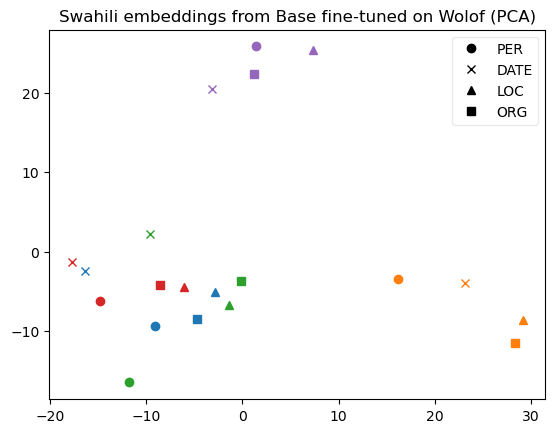 Swahili embeddings from Base fine-tuned on Wolof (PCA)
PER
DATE
LOC
ORG
20
10
0
−10
−20
−10
0
10
20
30